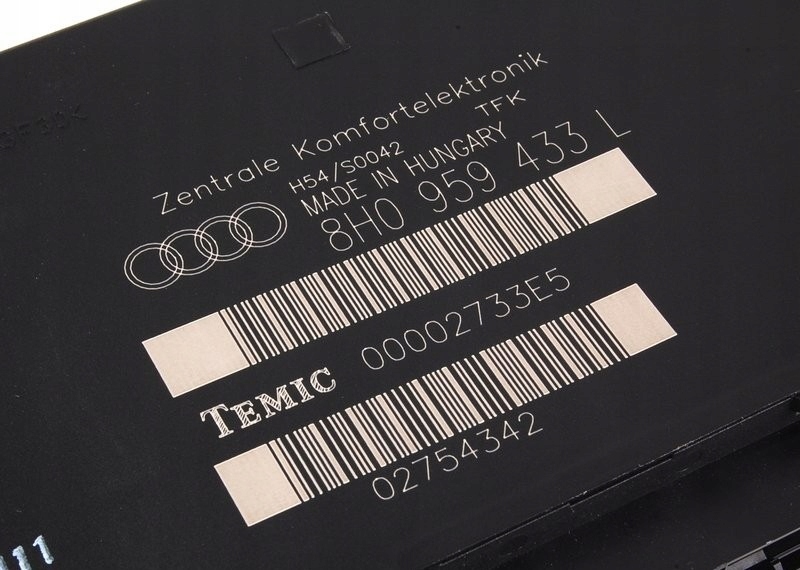 Zentrale Komfortelektronik
H54/S0042 TFK
MADE IN HUNGARY
8H0 959 433 L
00002733E5
TEMIC
02754342